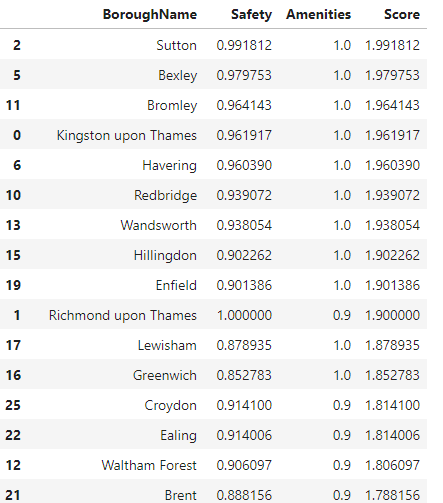 BoroughName Safety Amenities Score
2 Sutton 0.991812 1.0 1.991812
5 Bexley 0.979753 1.0 1.979753
11 Bromley 0.964143 1.0 1.964143
0 Kingston upon Thames 0.961917 1.0 1.961917
6 Havering 0.960390 1.0 1.960390
10 Redbridge 0.939072 1.0 1.939072
13 Wandsworth 0.938054 1.0 1.938054
15 Hillingdon 0.902262 1.0 1.902262
19 Enfield 0.901386 1.0 1.901386
1 Richmond upon Thames 1.000000 0.9 1.900000
17 Lewisham 0.878935 1.0 1.878935
16 Greenwich 0.852783 1.0 1.852783
25 Croydon 0.914100 0.9 1.814100
22 Ealing 0.914006 0.9 1.814006
12 Waltham Forest 0.906097 0.9 1.806097
21 Brent 0.888156 0.9 1.788156